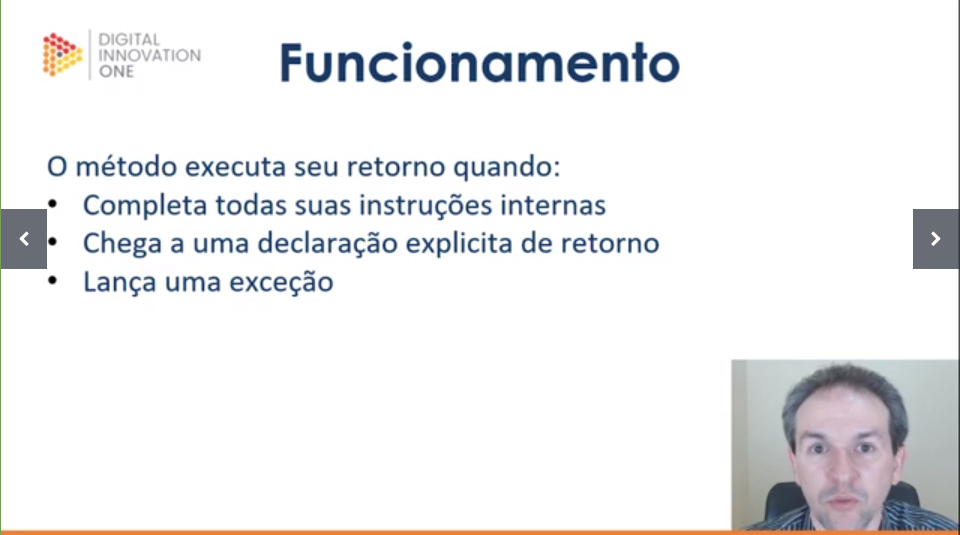 DIGITAL
INNOVATION
ONE
Funcionamento
O método executa seu retorno quando:
• Completa todas suas instruções internas
• Chega a uma declaração explicita de retorno
• Lança uma exceção